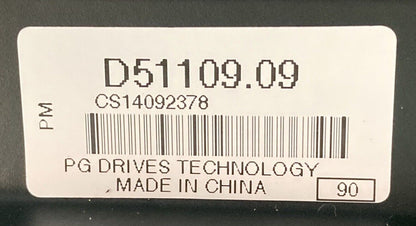 D51109.09
CS14092378
PM
PG DRIVES TECHNOLOGY
MADE IN CHINA
90